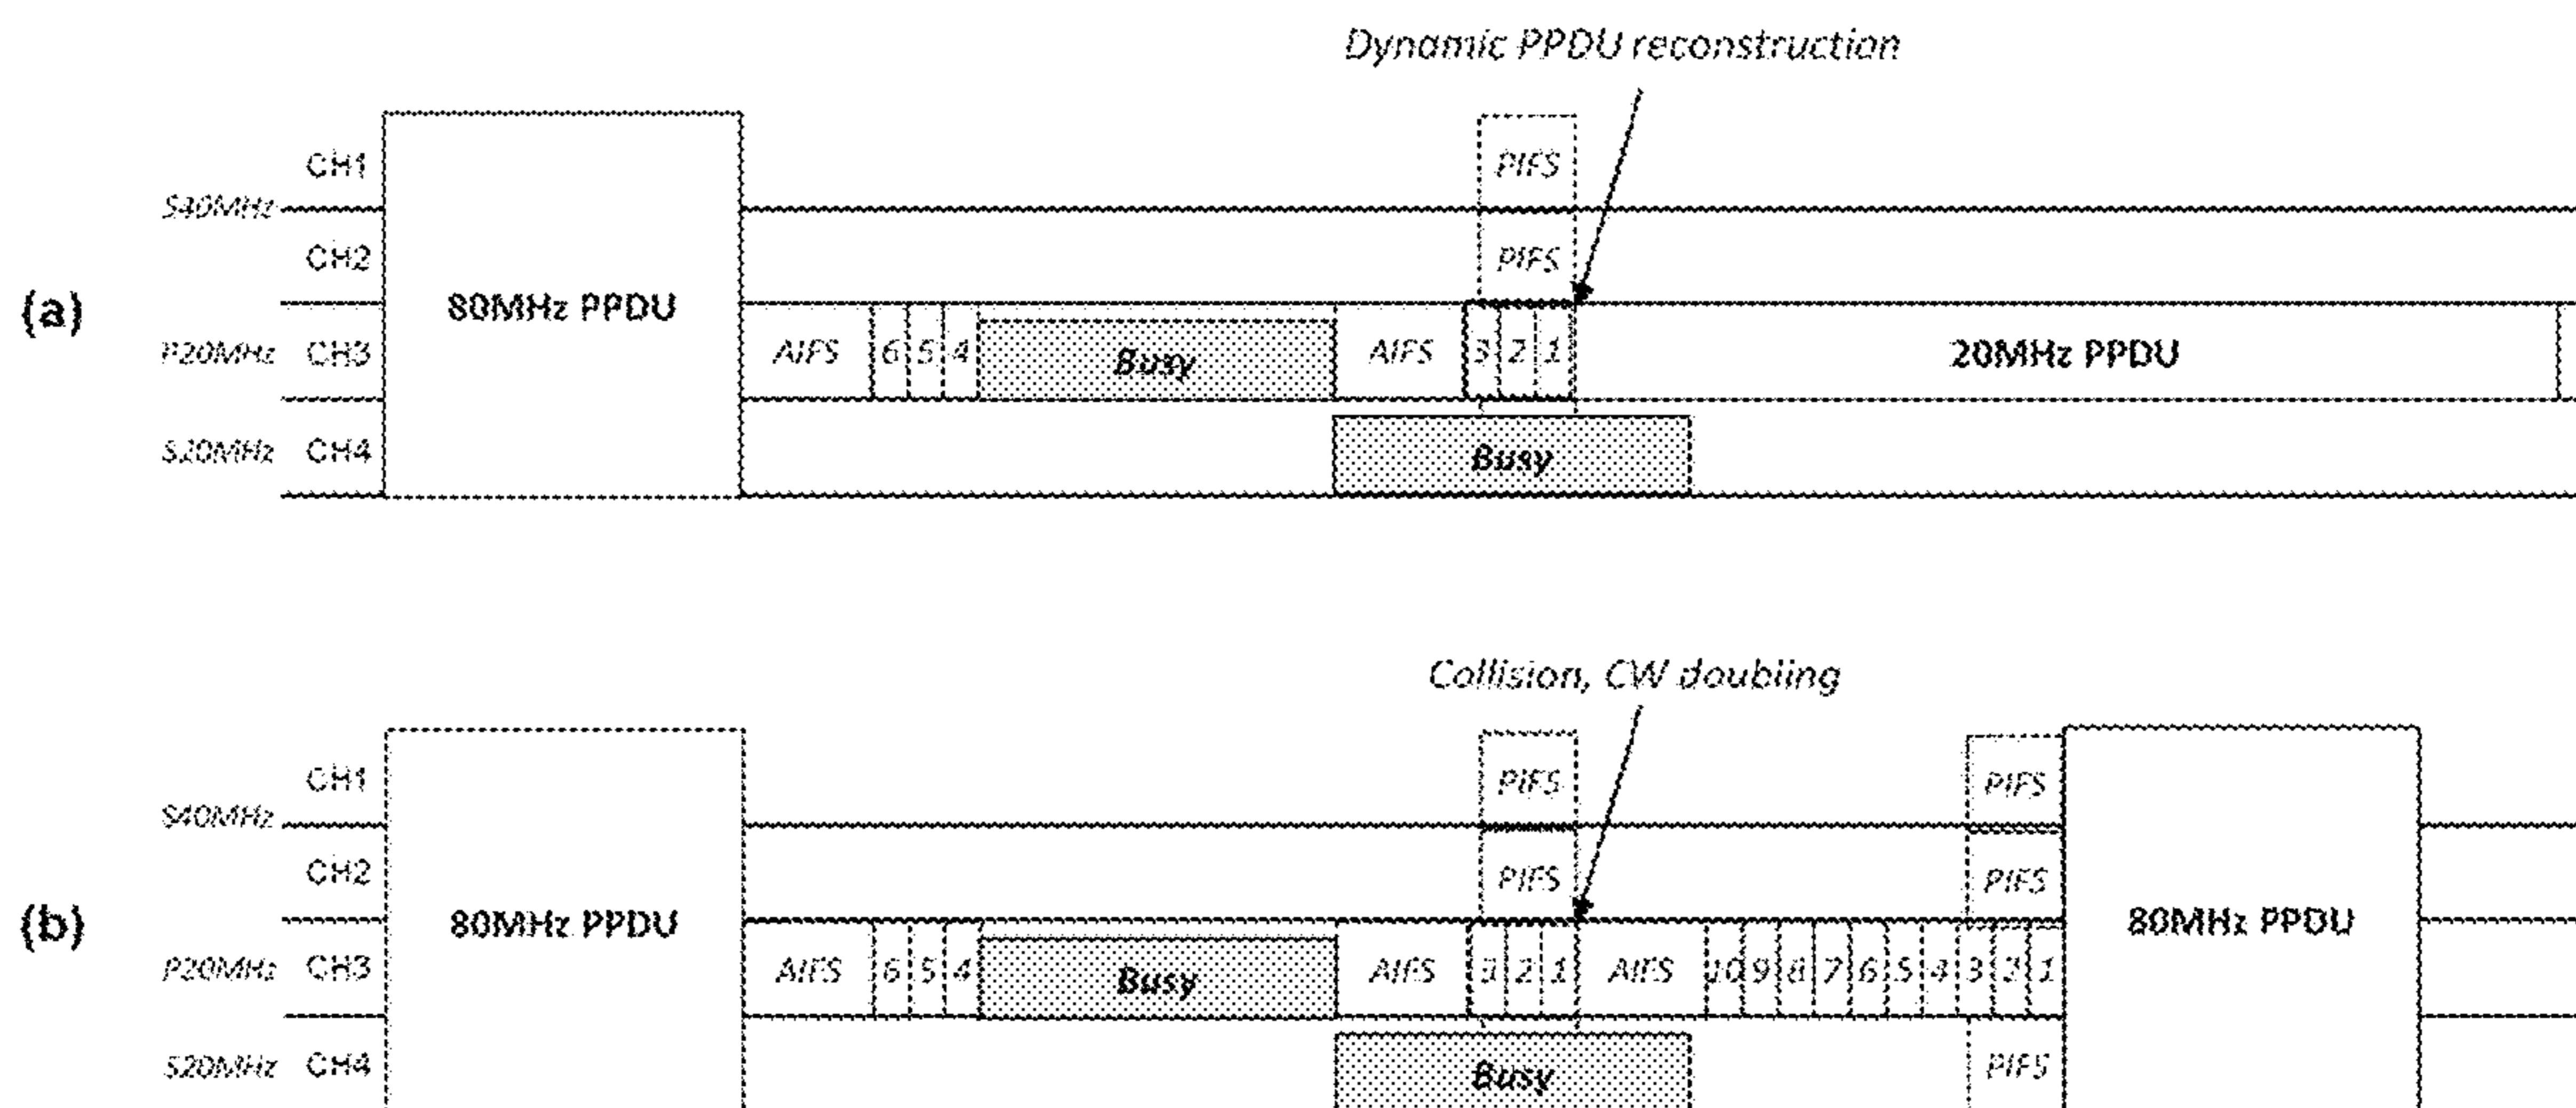 Dynamic PPDU reconstruction
CH1 PIFS
S40MHz
CH2 PIFS
(a) 80MHz PPDU
P20MHz CH3 AIFS 6 5 4 Busy AIFS 3 2 1 20MHz PPDU
S20MHz CH4 Busy
Collision, CW doubling
CH1 PIFS PIFS
S40MHz
CH2 PIFS PIFS
(b) 80MHz PPDU 80MHz PPDU
P20MHz CH3 AIFS 6 5 4 Busy AIFS 3 2 1 AIFS 10 9 8 7 6 5 4 3 2 1
S20MHz CH4 Busy PIFS